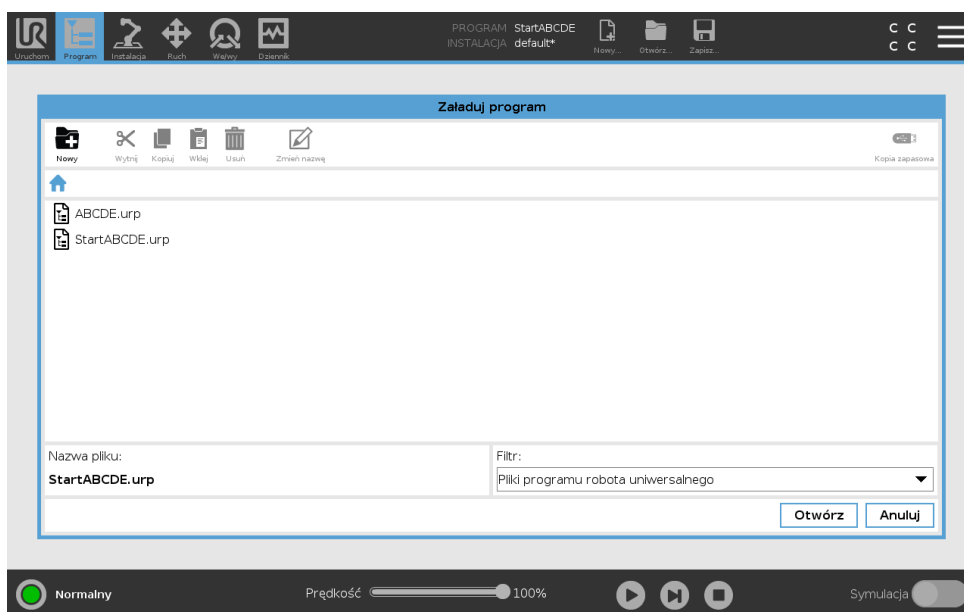 PROGRAM StartABCDE
INSTALACJA default*
Uruchom Program Instalacja Ruch We/wy Dziennik Nowy... Otwórz... Zapisz...
C C
C C
Załaduj program
Nowy Wytnij Kopiuj Wklej Usuń Zmień nazwę Kopia zapasowa
ABCDE.urp
StartABCDE.urp
Nazwa pliku: Filtr:
StartABCDE.urp Pliki programu robota uniwersalnego
Otwórz Anuluj
Normalny Prędkość 100% Symulacja